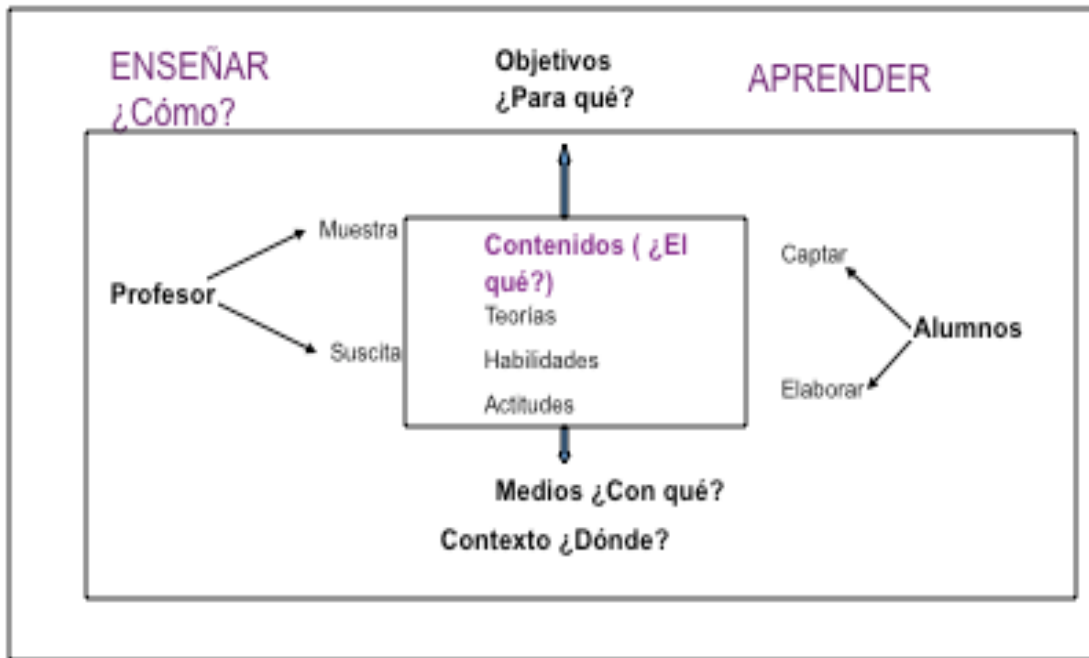 ENSEÑAR
¿Cómo?
Objetivos
¿Para qué?
APRENDER
Muestra
Profesor
Suscita
Contenidos ( ¿El
qué?)
Teorías
Habilidades
Actitudes
Captar
Alumnos
Elaborar
Medios ¿Con qué?
Contexto ¿Dónde?